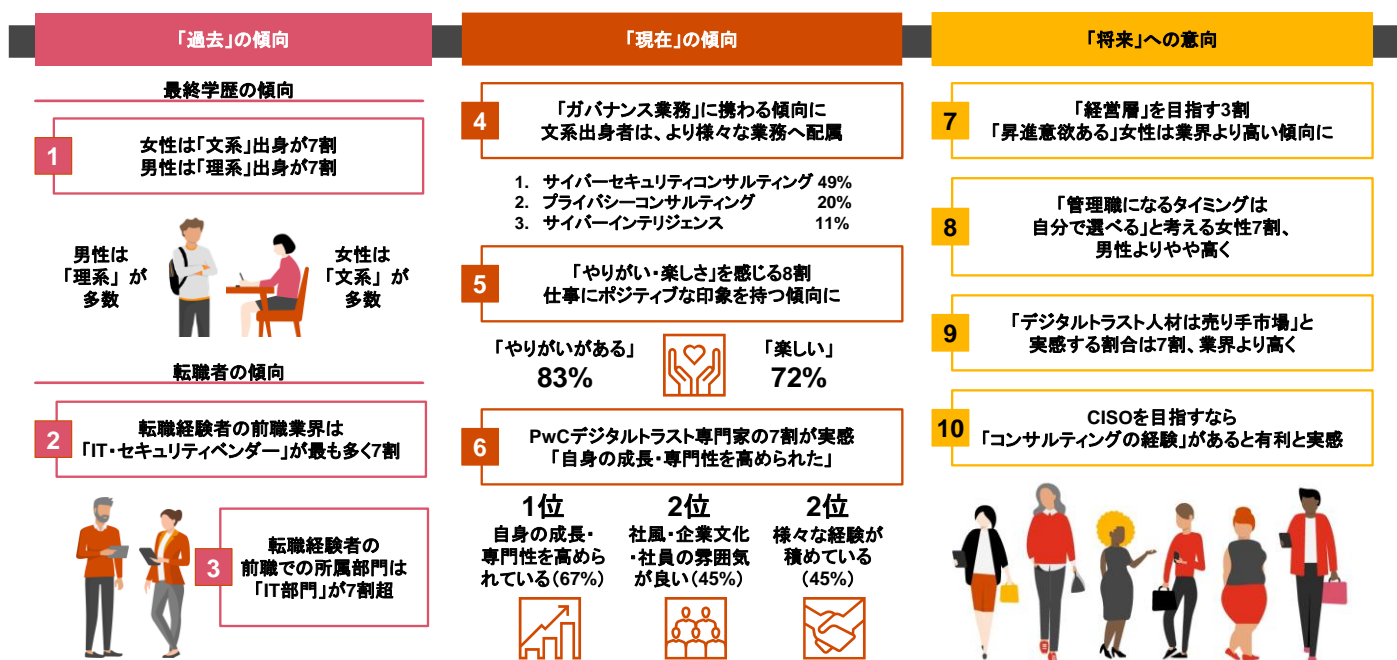 「過去」の傾向
最終学歴の傾向
1
女性は「文系」出身が7割
男性は「理系」出身が7割
男性は
「理系」が
多数
女性は
「文系」が
多数
転職者の傾向
2
転職経験者の前職業界は
「IT・セキュリティベンダー」が最も多く7割
3
転職経験者の
前職での所属部門は
「IT部門」が7割超
「現在」の傾向
4
「ガバナンス業務」に携わる傾向に
文系出身者は、より様々な業務へ配属
1. サイバーセキュリティコンサルティング 49%
2. プライバシーコンサルティング 20%
3. サイバーインテリジェンス 11%
5
「やりがい・楽しさ」を感じる8割
仕事にポジティブな印象を持つ傾向に
「やりがいがある」
83%
「楽しい」
72%
6
PwCデジタルトラスト専門家の7割が実感
「自身の成長・専門性を高められた」
1位
自身の成長・
専門性を高めら
れている(67%)
2位
社風・企業文化
・社員の雰囲気
が良い(45%)
2位
様々な経験が
積めている
(45%)
「将来」への意向
7
「経営層」を目指す3割
「昇進意欲ある」女性は業界より高い傾向に
8
「管理職になるタイミングは
自分で選べる」と考える女性7割、
男性よりやや高く
9
「デジタルトラスト人材は売り手市場」と
実感する割合は7割、業界より高く
10
CISOを目指すなら
「コンサルティングの経験」があると有利と実感